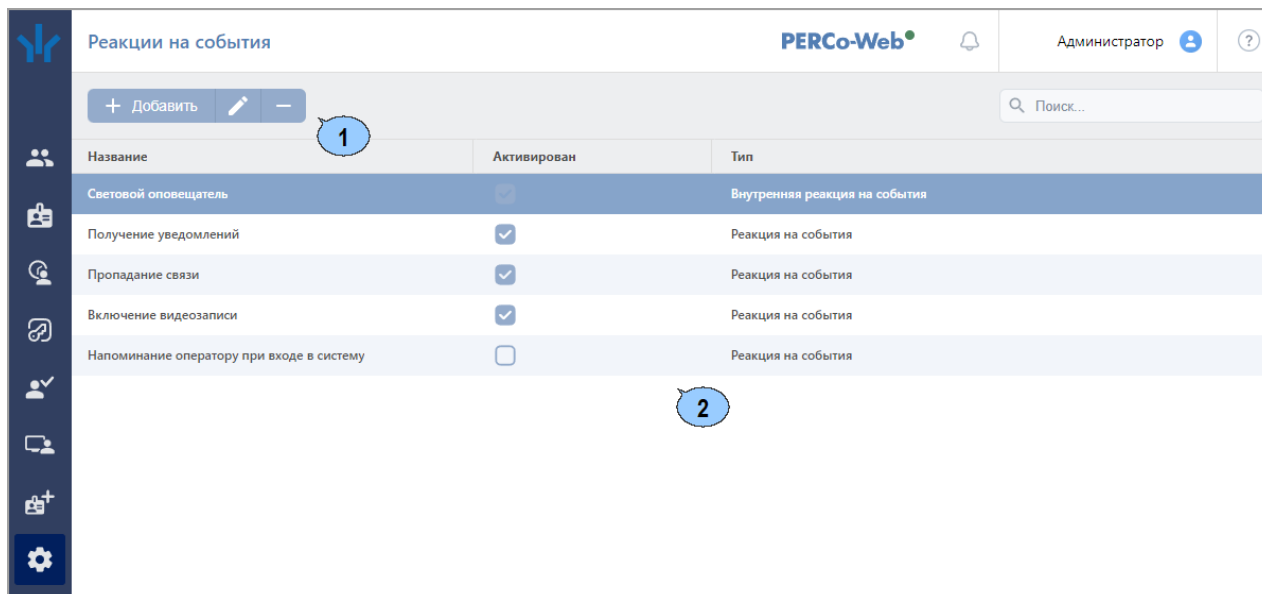 Реакции на события
PERCo-Web
Администратор
?
+ Добавить
Поиск...
1
Название Активирован Тип
Световой оповещатель Внутренняя реакция на события
Получение уведомлений Реакция на события
Пропадание связи Реакция на события
Включение видеозаписи Реакция на события
Напоминание оператору при входе в систему Реакция на события
2